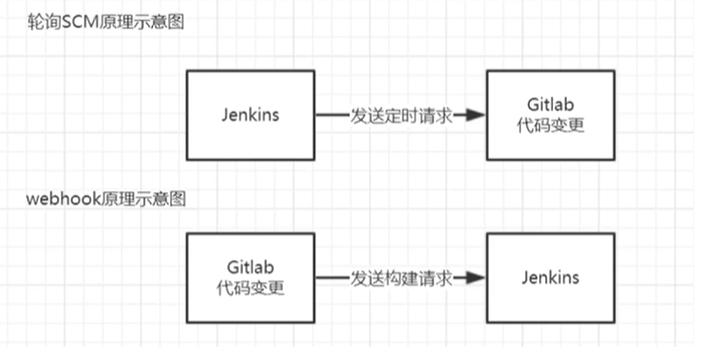 轮询SCM原理示意图
Jenkins
发送定时请求
Gitlab
代码变更
webhook原理示意图
Gitlab
代码变更
发送构建请求
Jenkins